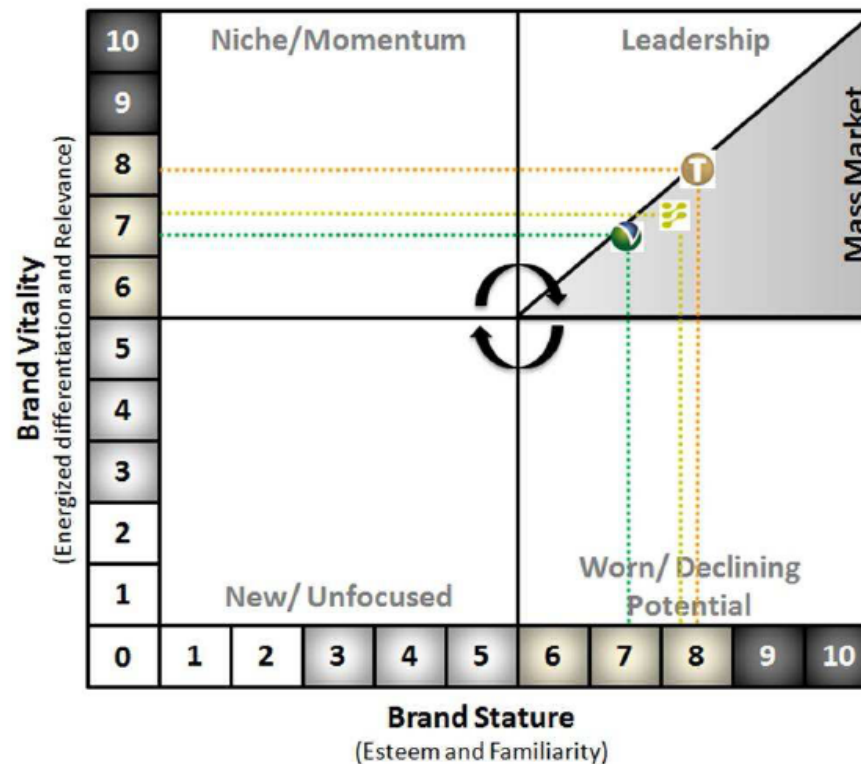 Niche/Momentum
Leadership
10
9
8
7
6
5
4
3
2
1
0
1
2
3
4
5
6
7
8
9
10
Brand Vitality
(Energized differentiation and Relevance)
Mass Market
T
New/ Unfocused
Worn/ Declining
Potential
Brand Stature
(Esteem and Familiarity)